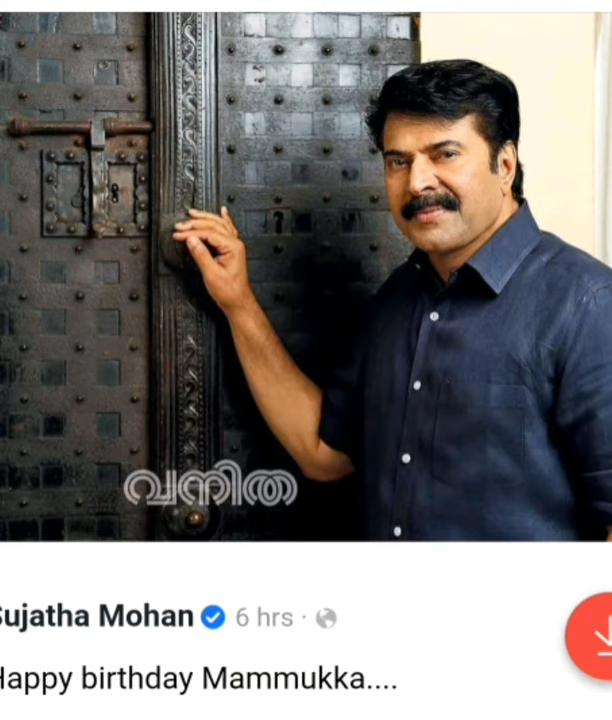 വനിത
Sujatha Mohan 6 hrs ·
Happy birthday Mammukka....